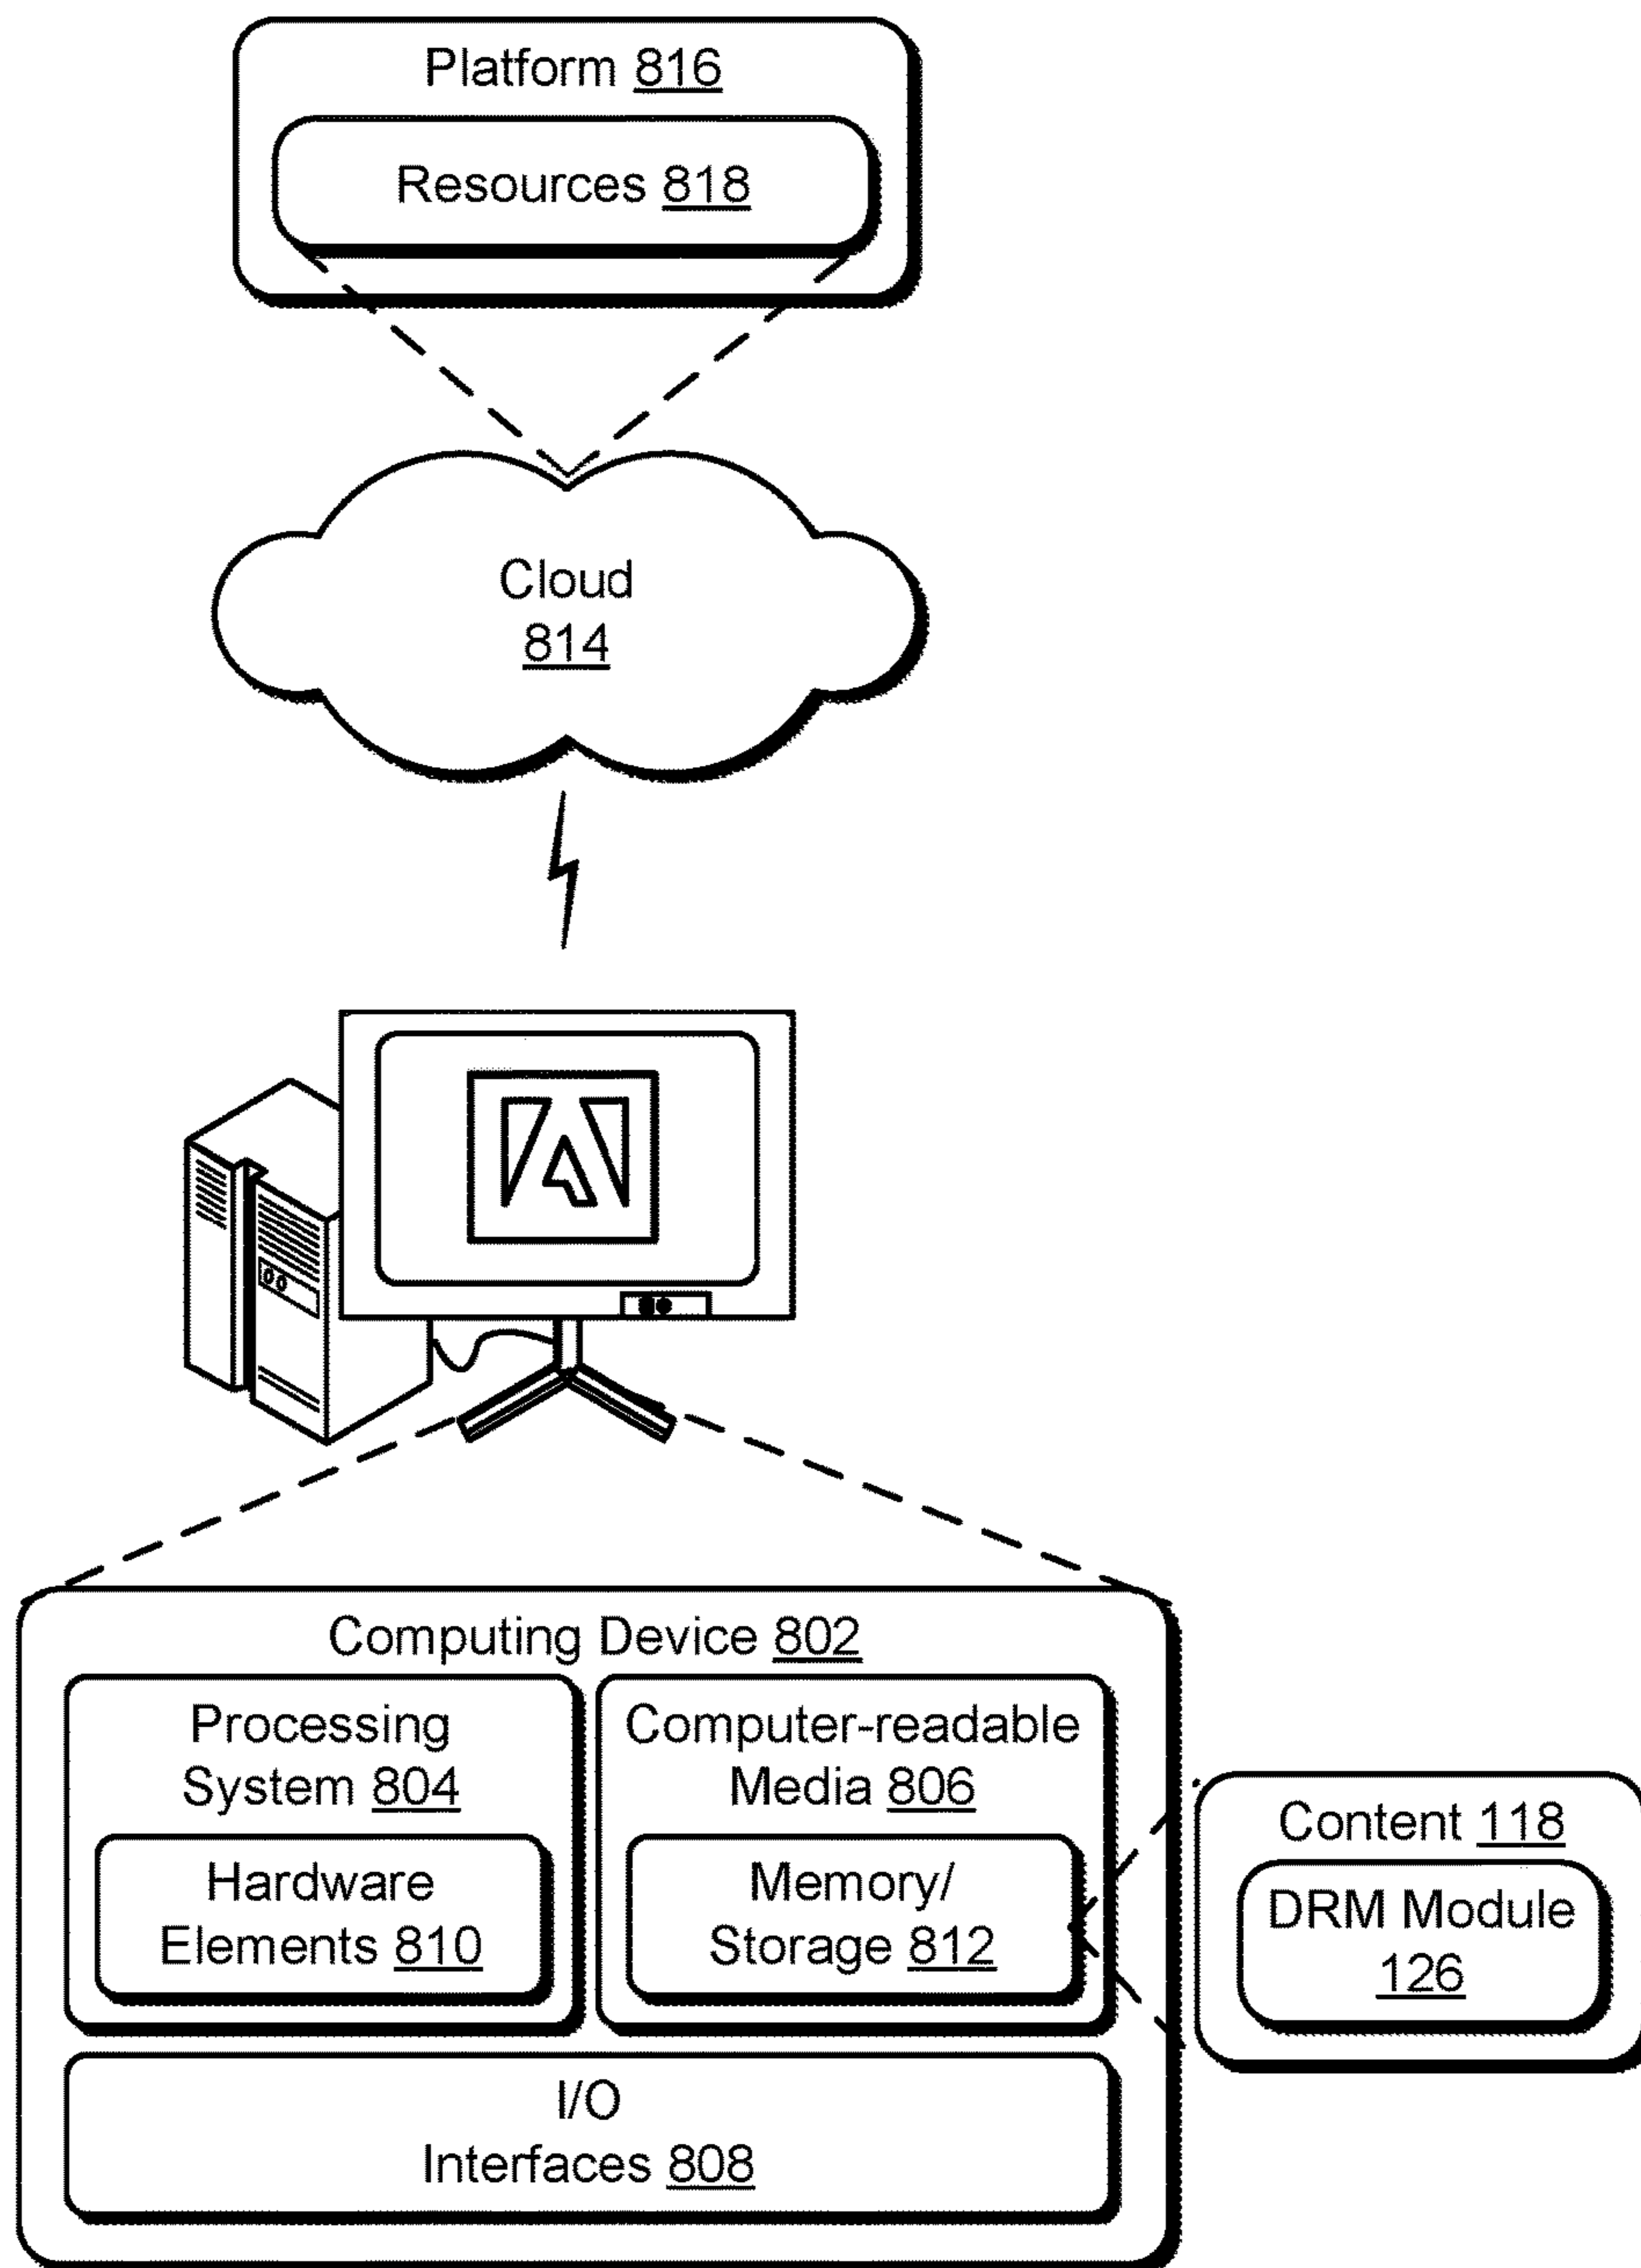 Platform 816
Resources 818
Cloud
814
Computing Device 802
Processing
System 804
Hardware
Elements 810
Computer-readable
Media 806
Memory/
Storage 812
I/O
Interfaces 808
Content 118
DRM Module
126